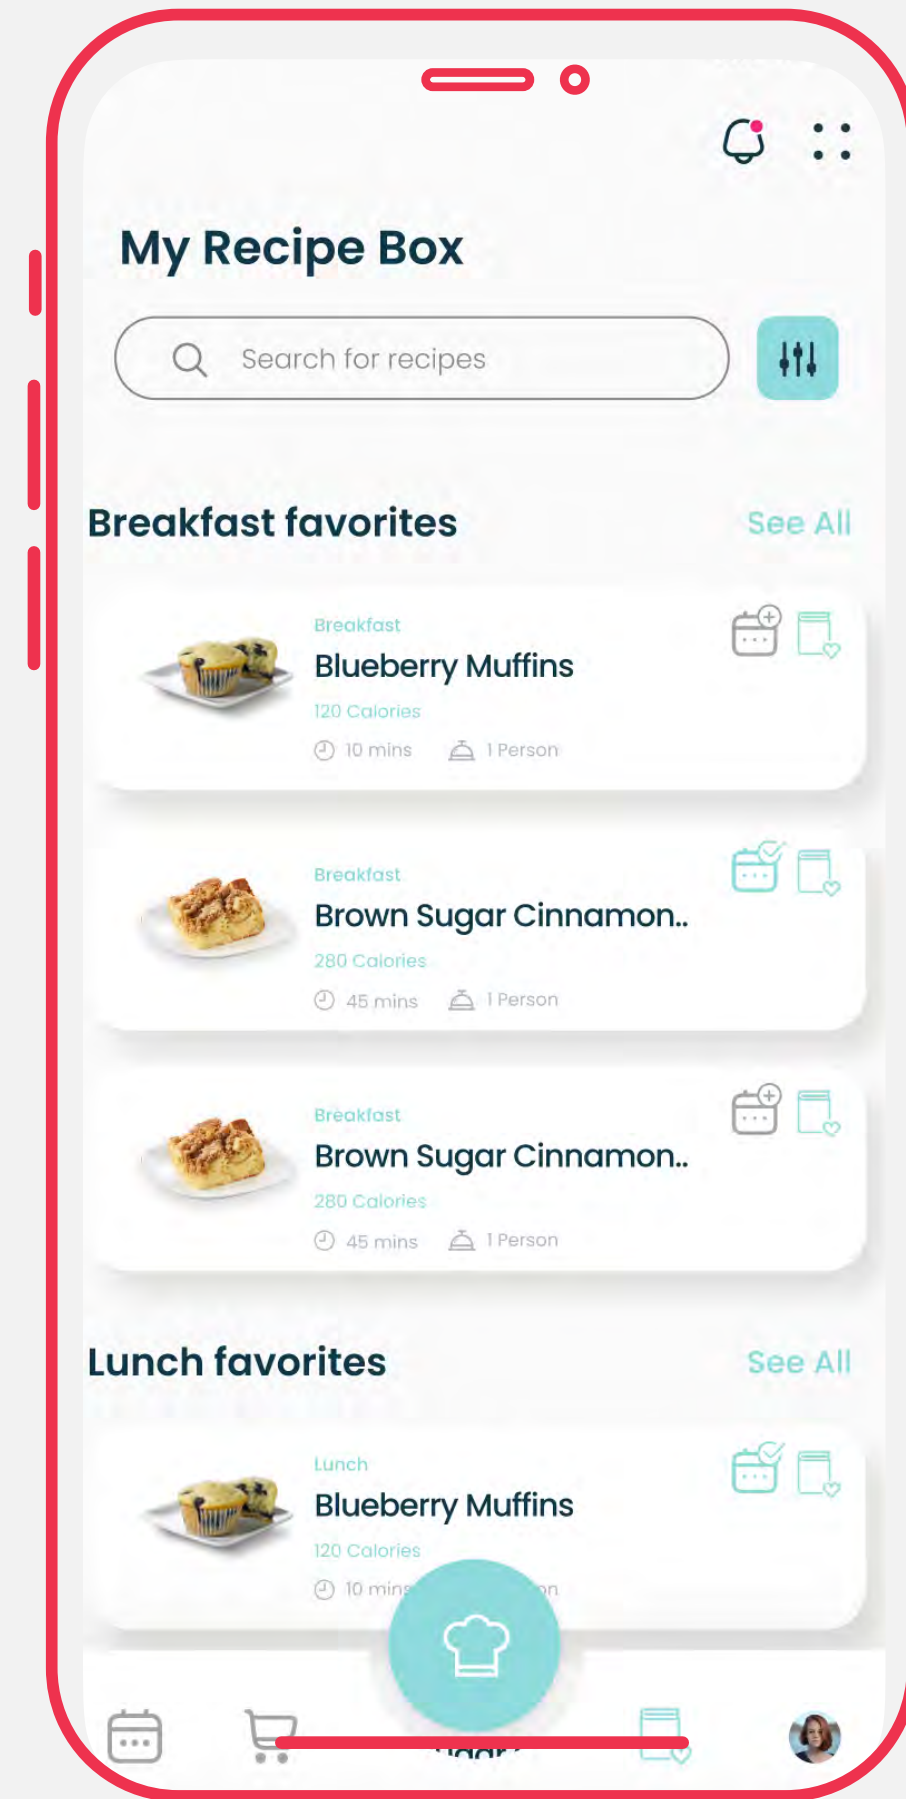 My Recipe Box
Search for recipes
Breakfast favorites
See All
Breakfast
Blueberry Muffins
120 Calories
10 mins
1 Person
Breakfast
Brown Sugar Cinnamon..
280 Calories
45 mins
1 Person
Breakfast
Brown Sugar Cinnamon..
280 Calories
45 mins
1 Person
Lunch favorites
See All
Lunch
Blueberry Muffins
120 Calories
10 mins